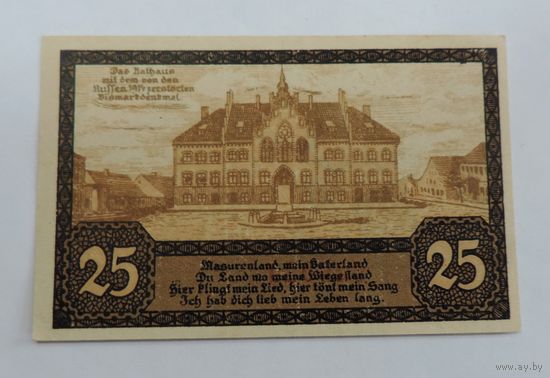 Das Rathaus
mit dem von den
Russen 1914 zerstörten
Bismarckdenkmal
25
Masurenland, mein Vaterland
Du Land wo meine Wiege stand
Hier klingt mein Lied, hier tönt mein Sang
Ich hab dich lieb mein Leben lang.
25
www.ay.by